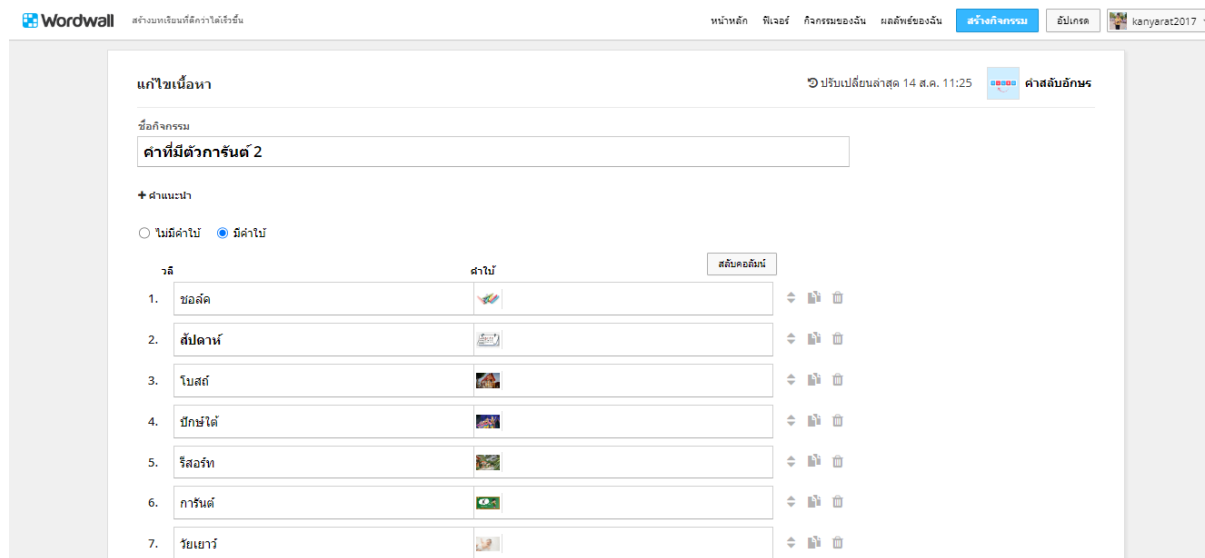 Wordwall สร้างบทเรียนที่ดีกว่าได้เร็วขึ้น หน้าหลัก ฟีเจอร์ กิจกรรมของฉัน ผลลัพธ์ของฉัน สร้างกิจกรรม อัปเกรด kanyarat2017
แก้ไขเนื้อหา ปรับเปลี่ยนล่าสุด 14 ส.ค. 11:25 คำสลับอักษร
ชื่อกิจกรรม
คำที่มีตัวการันต์ 2
+ คำแนะนำ
ไม่มีคำใบ้ มีคำใบ้
วลี คำใบ้ สลับคอลัมน์
1. ชอล์ค
2. สัปดาห์
3. โบสถ์
4. ปักษ์ใต้
5. รีสอร์ท
6. การันต์
7. วัยเยาว์